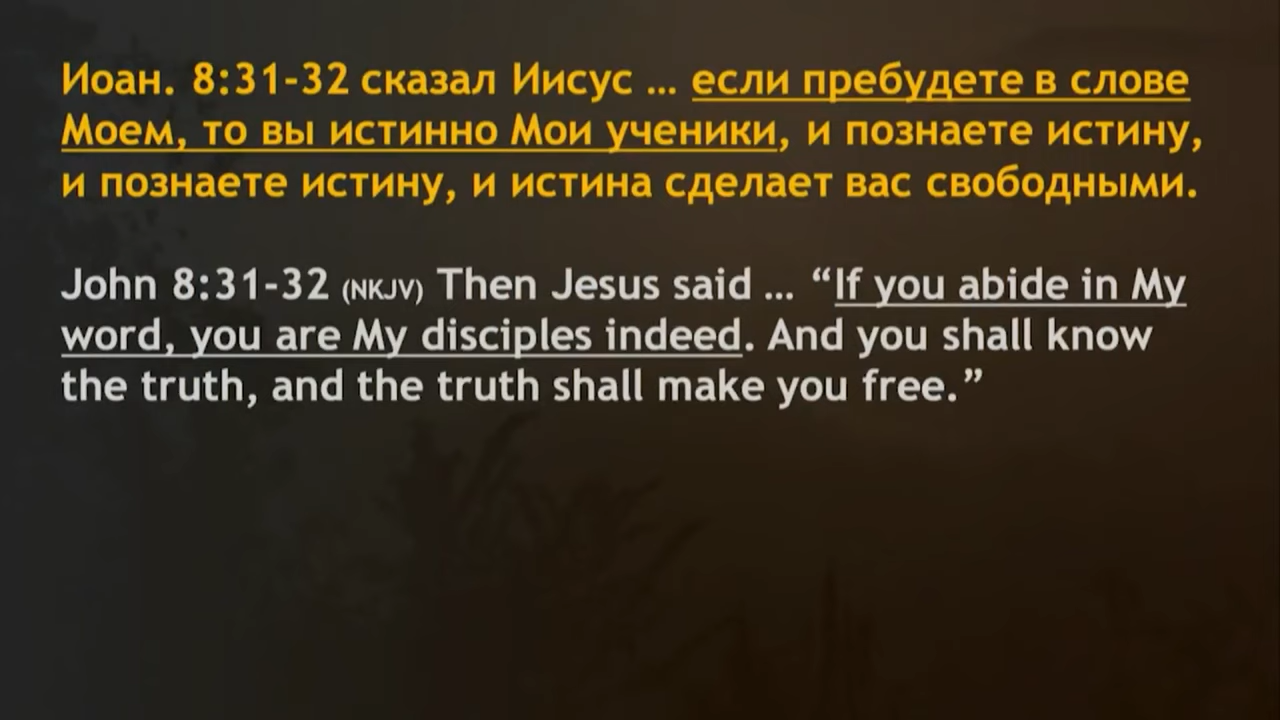 Иоан. 8:31-32 сказал Иисус ... если пребудете в слове
Моем, то вы истинно Мои ученики, и познаете истину,
и познаете истину, и истина сделает вас свободными.
John 8:31-32 (NKJV) Then Jesus said ... “If you abide in My
word, you are My disciples indeed. And you shall know
the truth, and the truth shall make you free.”